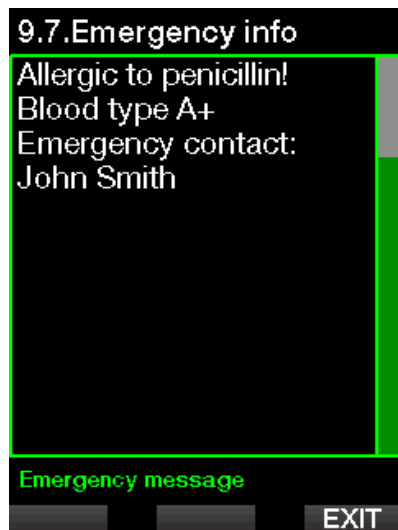 9.7.Emergency info
Allergic to penicillin!
Blood type A+
Emergency contact:
John Smith
Emergency message
EXIT